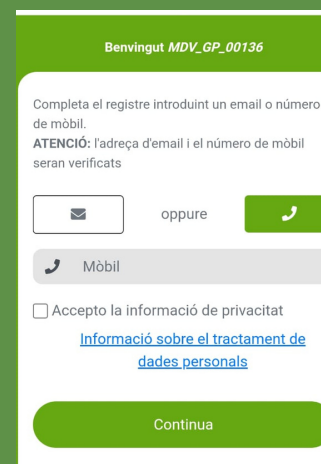 Benvingut MDV_GP_00136
Completa el registre introduint un email o número
de mòbil.
ATENCIÓ: l'adreça d'email i el número de mòbil
seran verificats
oppure
Mòbil
Accepto la informació de privacitat
Informació sobre el tractament de
dades personals
Continua